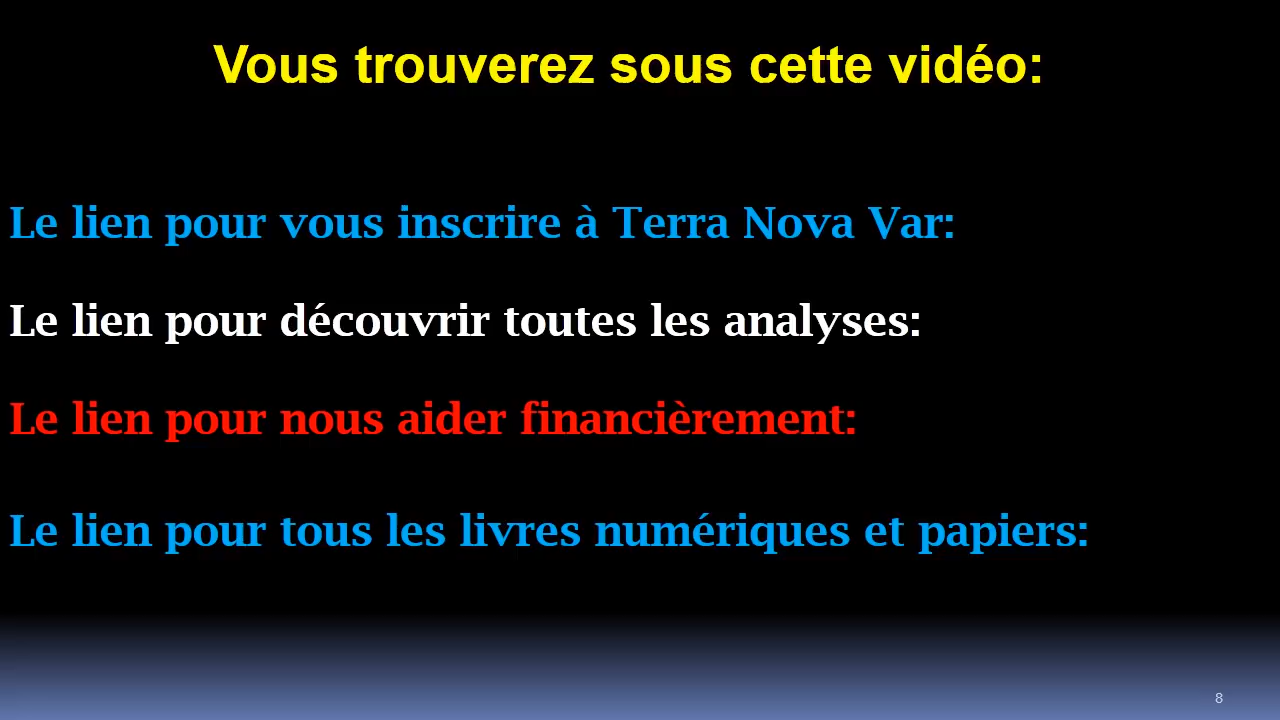 Vous trouverez sous cette vidéo:
Le lien pour vous inscrire à Terra Nova Var:
Le lien pour découvrir toutes les analyses:
Le lien pour nous aider financièrement:
Le lien pour tous les livres numériques et papiers:
8